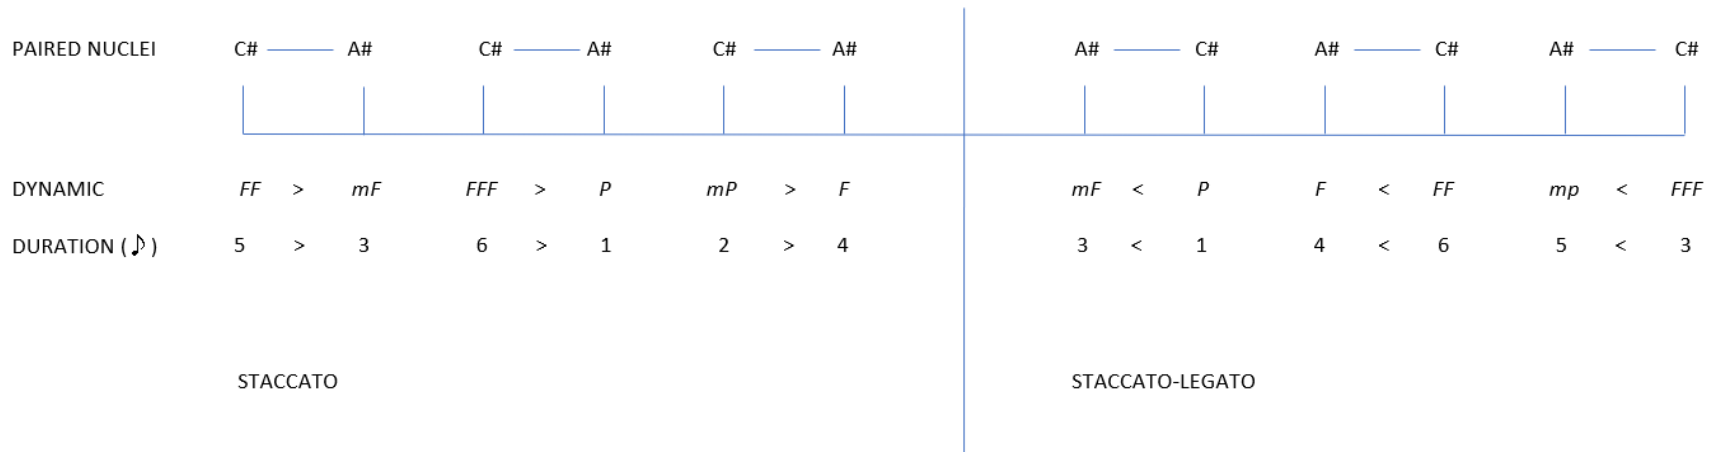 PAIRED NUCLEI C# A# C# A# C# A# A# C# A# C# A# C#
DYNAMIC FF > mF FFF > P mP > F mF < P F < FF mp < FFF
DURATION (♪) 5 > 3 6 > 1 2 > 4 3 < 1 4 < 6 5 < 3
STACCATO STACCATO-LEGATO